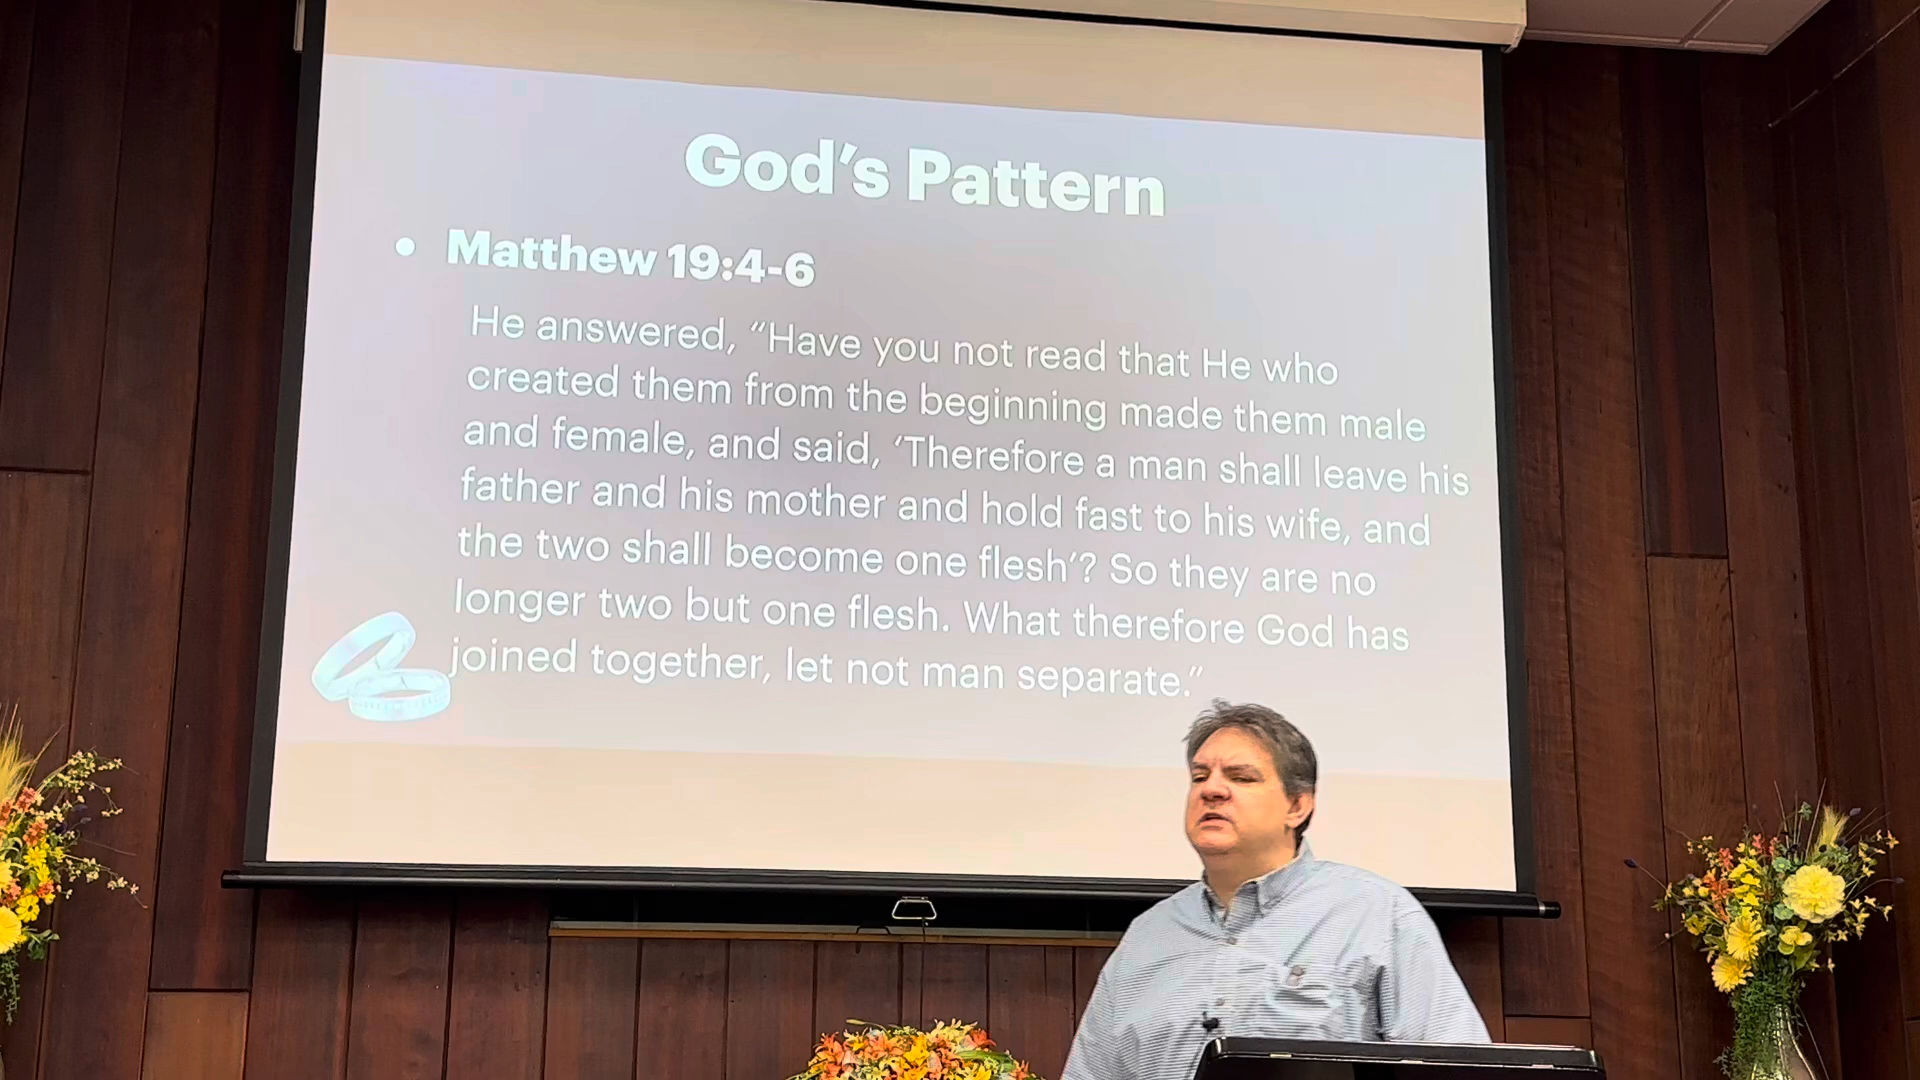 God’s Pattern
• Matthew 19:4-6
He answered, “Have you not read that He who
created them from the beginning made them male
and female, and said, ‘Therefore a man shall leave his
father and his mother and hold fast to his wife, and
the two shall become one flesh’? So they are no
longer two but one flesh. What therefore God has
joined together, let not man separate.”